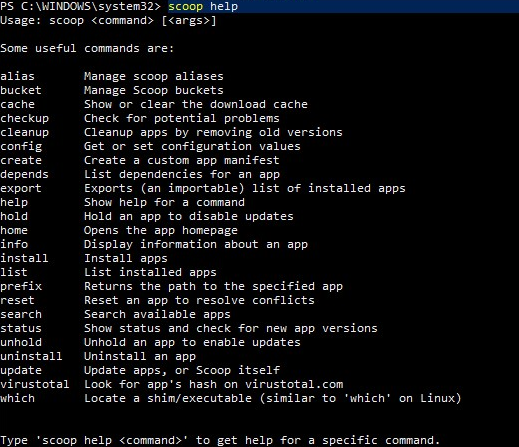 PS C:\WINDOWS\system32> scoop help
Usage: scoop <command> [<args>]
Some useful commands are:
alias       Manage scoop aliases
bucket      Manage Scoop buckets
cache       Show or clear the download cache
checkup     Check for potential problems
cleanup     Cleanup apps by removing old versions
config      Get or set configuration values
create      Create a custom app manifest
depends     List dependencies for an app
export      Exports (an importable) list of installed apps
help        Show help for a command
hold        Hold an app to disable updates
home        Opens the app homepage
info        Display information about an app
install     Install apps
list        List installed apps
prefix      Returns the path to the specified app
reset       Reset an app to resolve conflicts
search      Search available apps
status      Show status and check for new app versions
unhold      Unhold an app to enable updates
uninstall   Uninstall an app
update      Update apps, or Scoop itself
virustotal  Look for app's hash on virustotal.com
which       Locate a shim/executable (similar to 'which' on Linux)
Type 'scoop help <command>' to get help for a specific command.